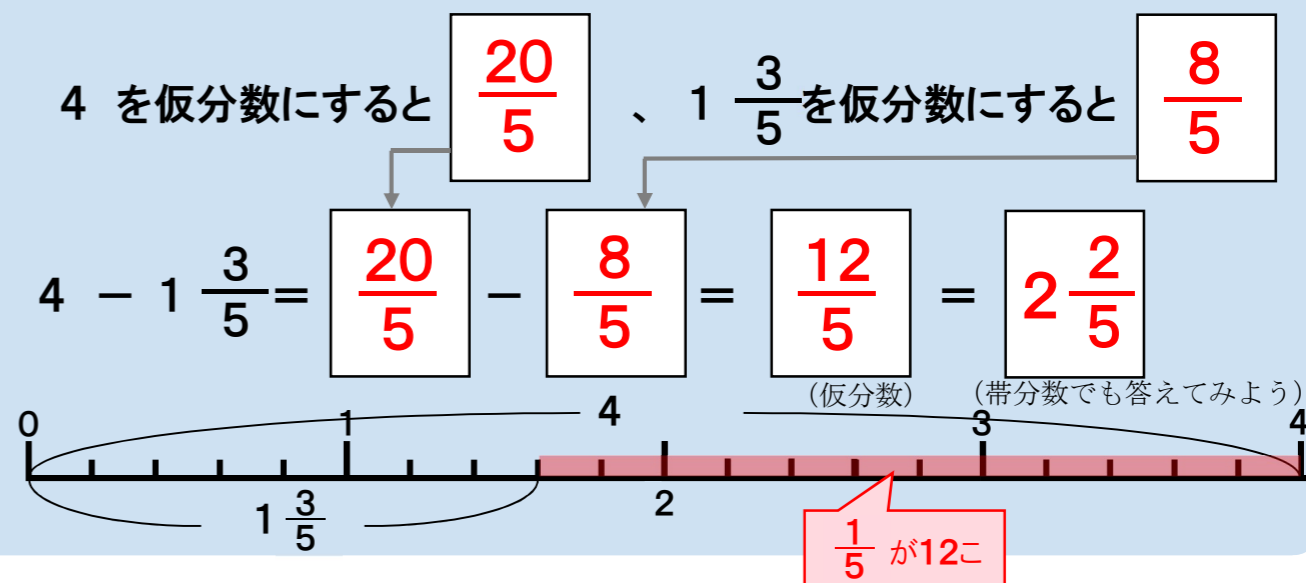 4 を仮分数にすると 20/5 、1 3/5 を仮分数にすると 8/5
4 − 1 3/5 = 20/5 − 8/5 = 12/5 = 2 2/5
(仮分数) (帯分数でも答えてみよう)
0 1 4 3 4
1 3/5 2
1/5 が12こ